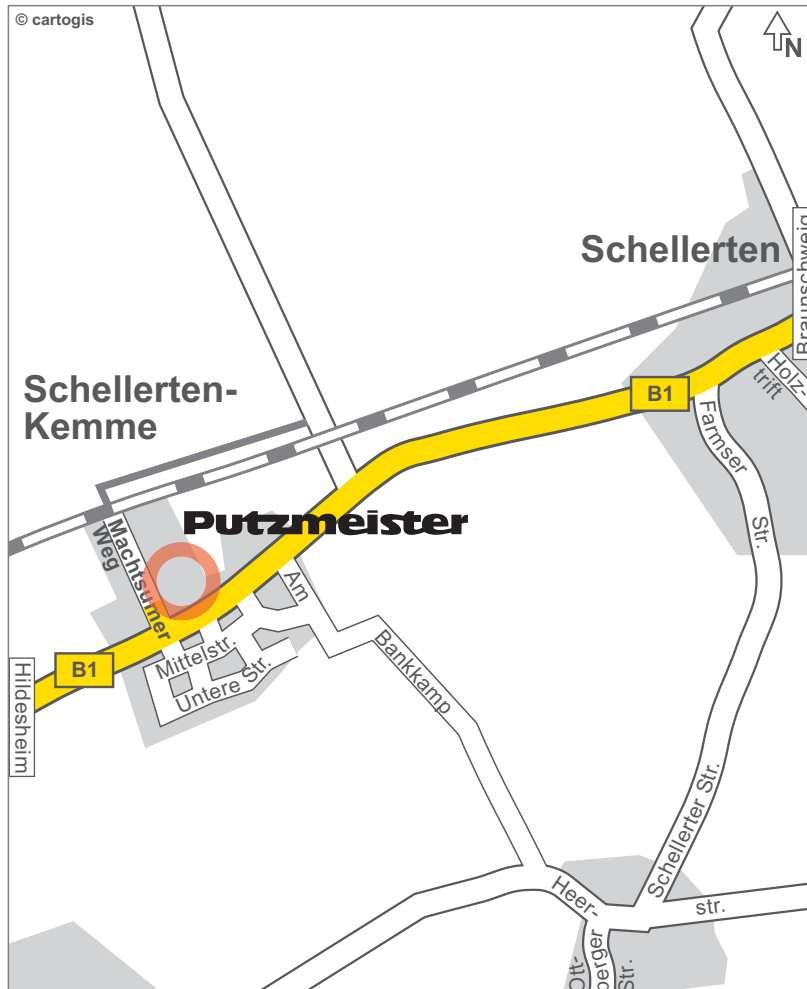 © cartogis
N
Schellerten
Braunschweig
B1
Holz-
trift
Farmser
Str.
Schellerten-
Kemme
Putzmeister
Machtsumer
Weg
Am
Bankkamp
Mittelstr.
Untere Str.
B1
Hildesheim
Schellerter Str.
Heer-
str.
Ott-
berger
Str.